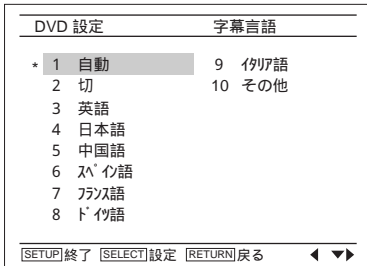 DVD 設定 字幕言語
* 1 自動 9 ｲﾀﾘｱ語
2 切 10 その他
3 英語
4 日本語
5 中国語
6 ｽﾍﾟｲﾝ語
7 ﾌﾗﾝｽ語
8 ﾄﾞｲﾂ語
SETUP 終了 SELECT 設定 RETURN 戻る ◀ ▼▶